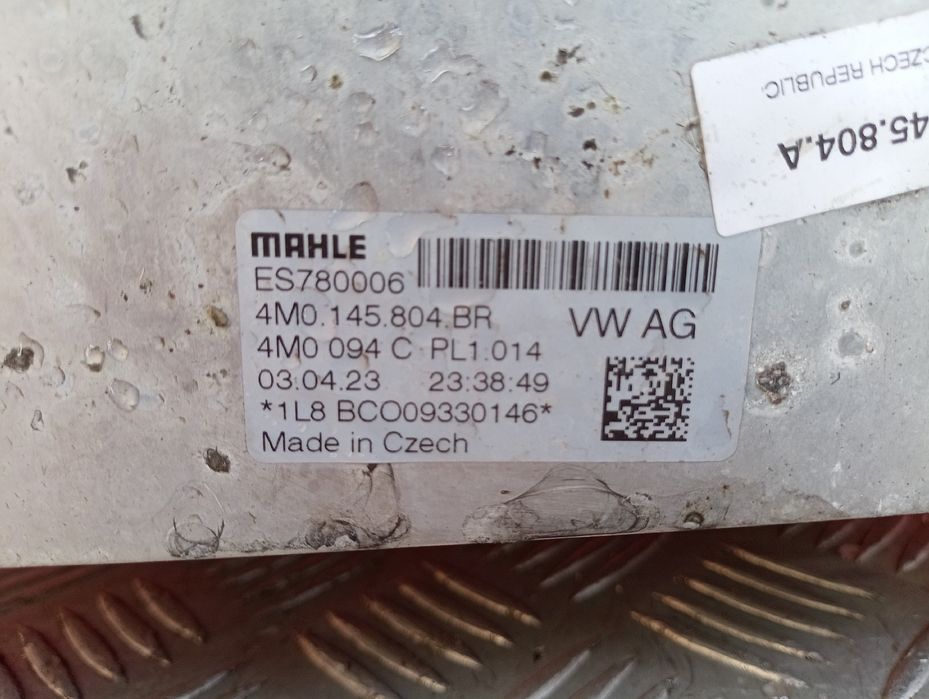 MAHLE
ES780006
4M0.145.804.BR
VW AG
4M0 094 C PL1.014
03.04.23 23:38:49
*1L8 BCO09330146*
Made in Czech
CZECH REPUBLIC
45.804.A